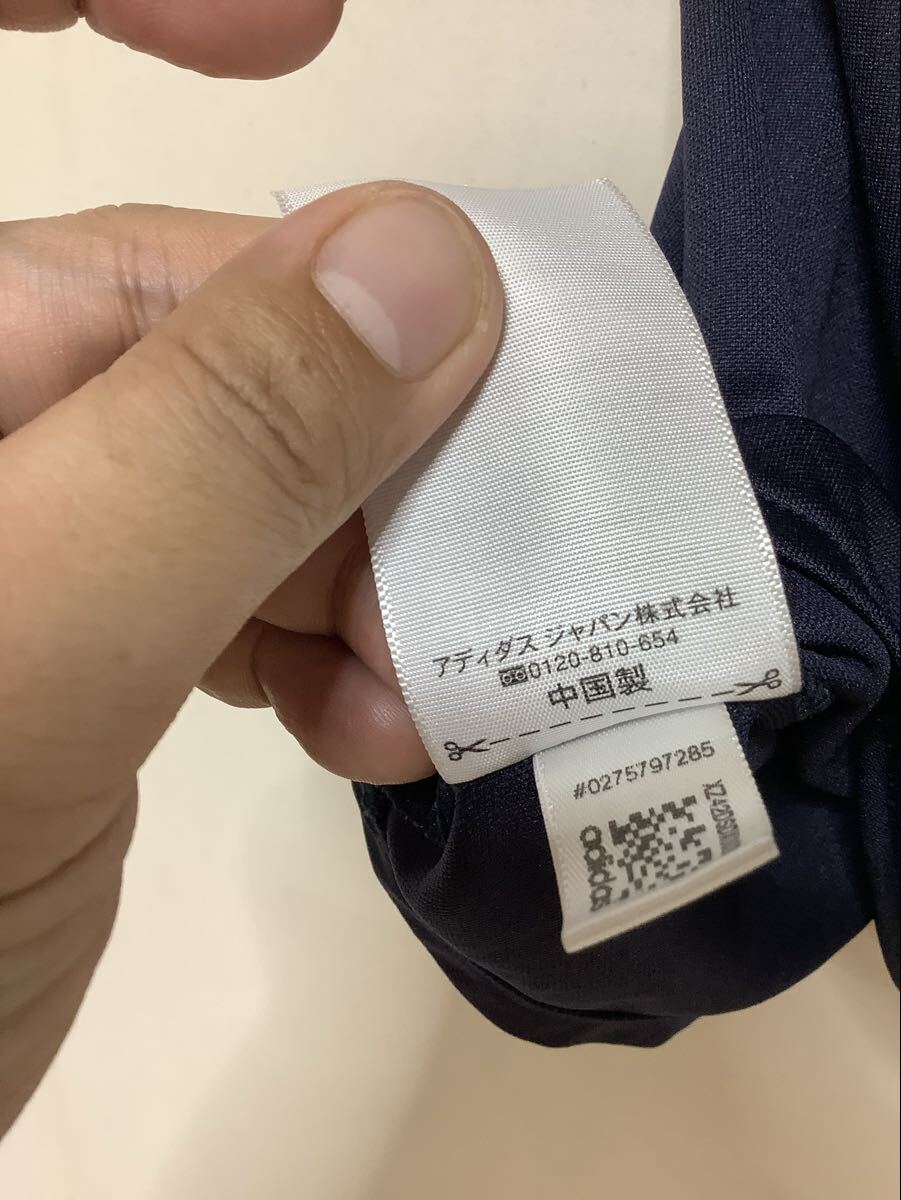 アディダス ジャパン株式会社
0120-810-654
中国製
#0275797285
adidas